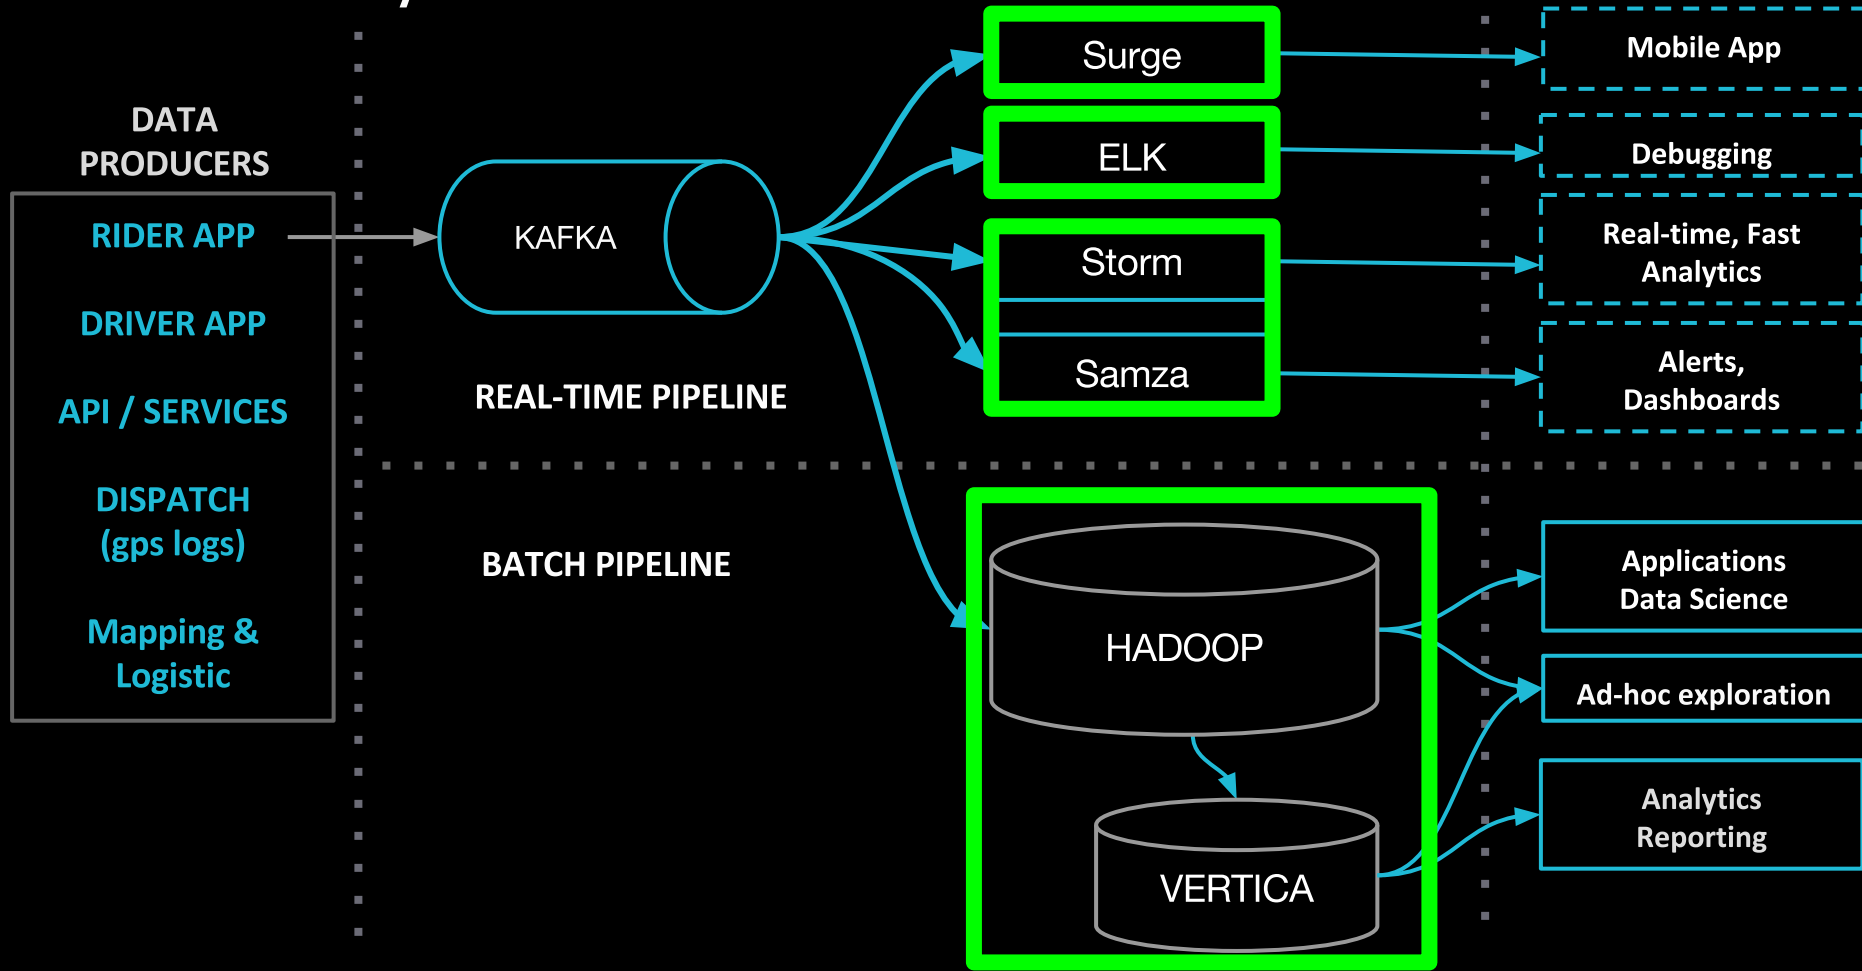 DATA
PRODUCERS
RIDER APP
DRIVER APP
API / SERVICES
DISPATCH
(gps logs)
Mapping &
Logistic
KAFKA
REAL-TIME PIPELINE
BATCH PIPELINE
Surge
ELK
Storm
Samza
HADOOP
VERTICA
Mobile App
Debugging
Real-time, Fast
Analytics
Alerts,
Dashboards
Applications
Data Science
Ad-hoc exploration
Analytics
Reporting